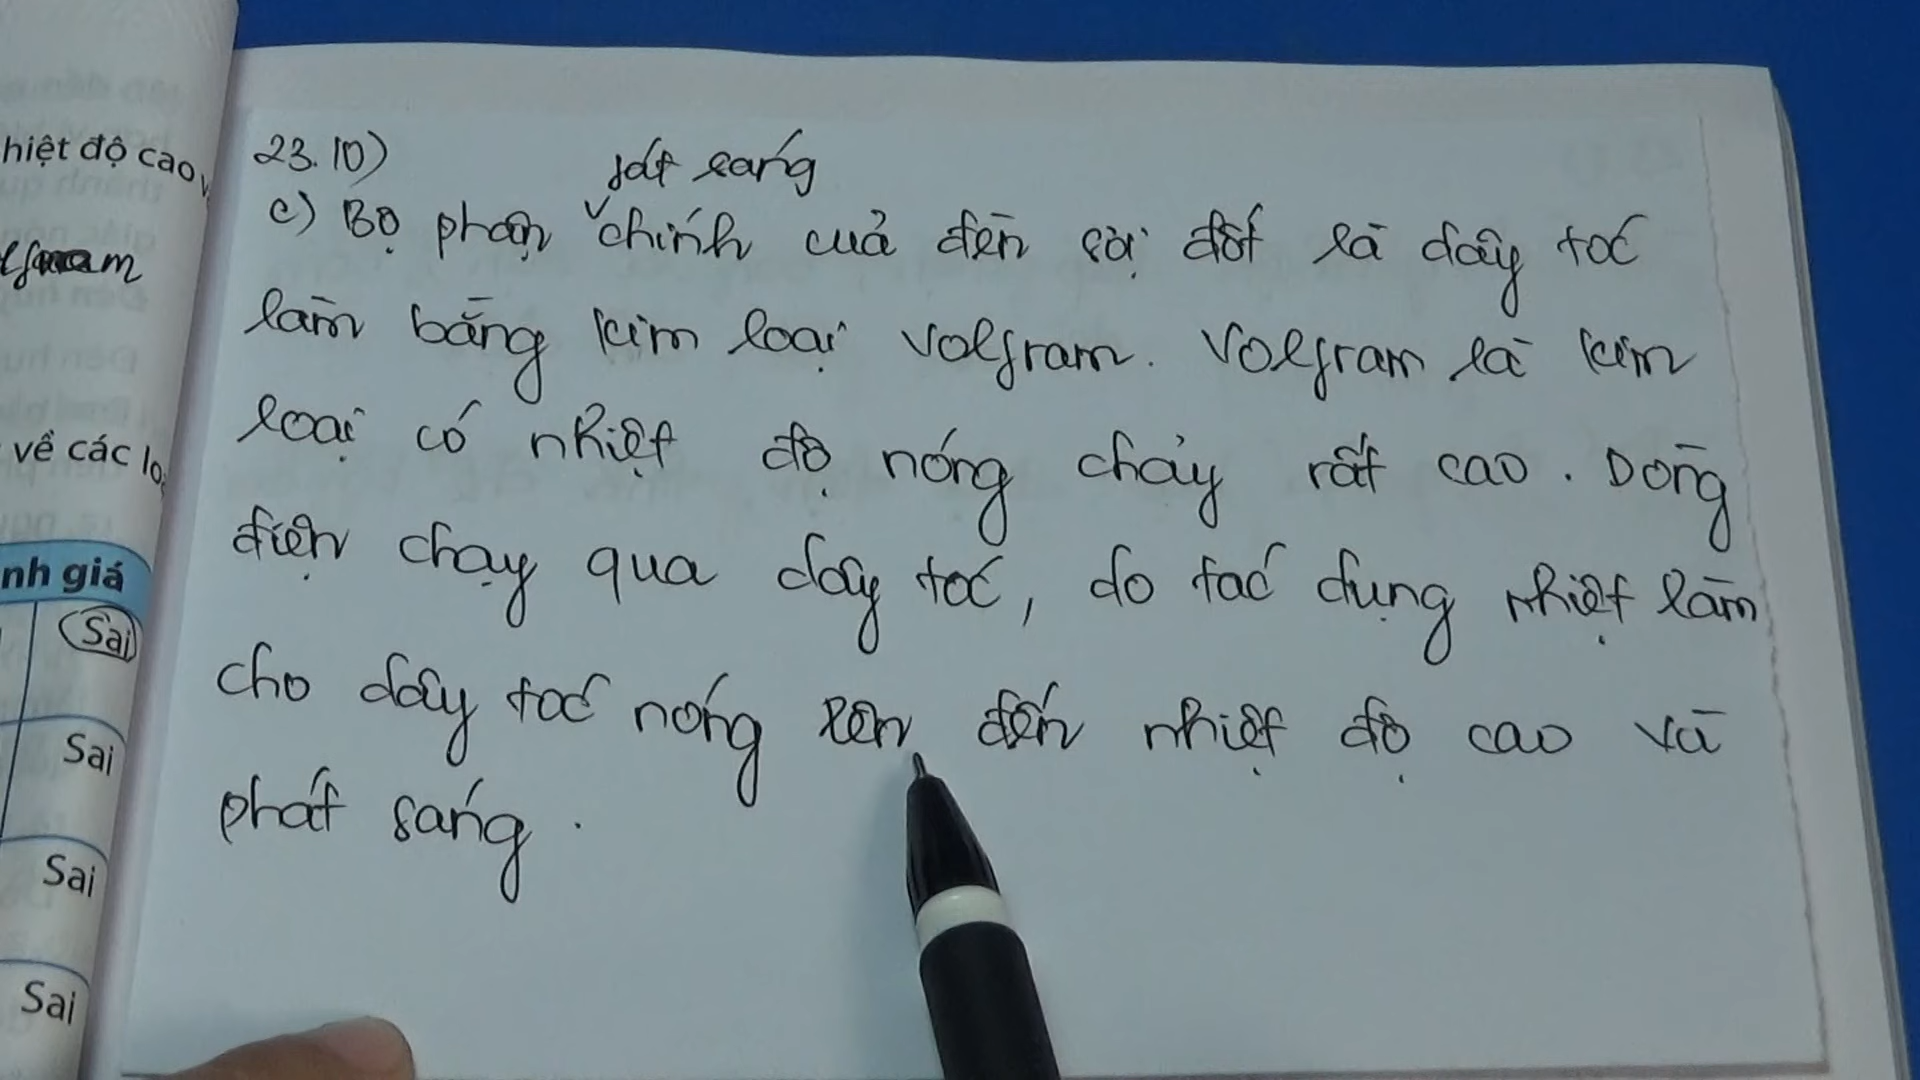 hiệt độ cao
về các lo
nh giá
Sai
Sai
Sai
Sai
23.10)
sát sáng
c) Bộ phận chính của đèn sợi đốt là dây tóc
làm bằng kim loại Volfram. Volfram là kim
loại có nhiệt độ nóng chảy rất cao. Dòng
điện chạy qua dây tóc, do tác dụng nhiệt làm
cho dây tóc nóng lên đến nhiệt độ cao và
phát sáng.